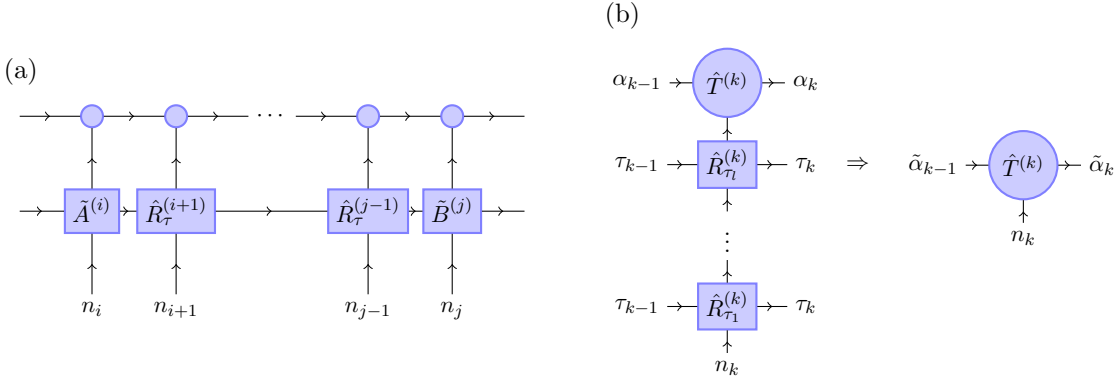 (a)
⋯
Ã^(i) R̂_τ^(i+1) R̂_τ^(j−1) B̃^(j)
n_i n_{i+1} n_{j−1} n_j
(b)
α_{k−1} T̂^(k) α_k
τ_{k−1} R̂_{τ_l}^(k) τ_k
⋮
τ_{k−1} R̂_{τ_1}^(k) τ_k
n_k
⇒
α̃_{k−1} T̂^(k) α̃_k
n_k